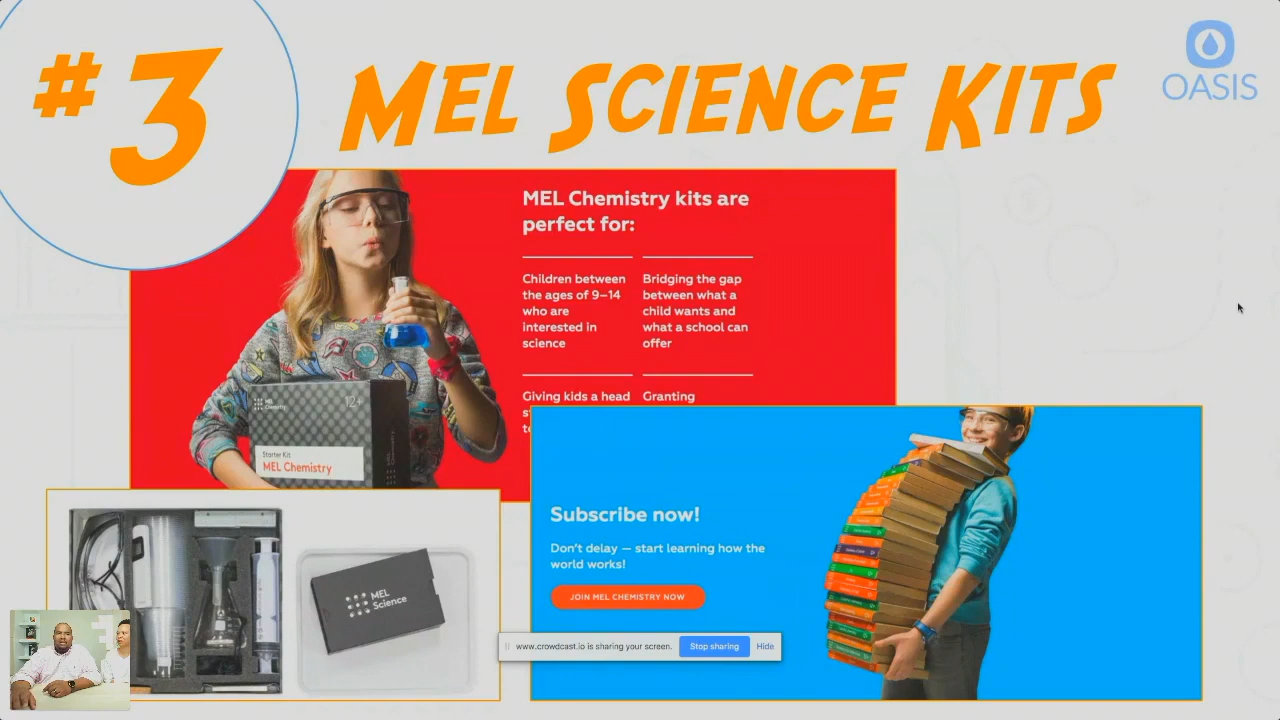 #3
MEL SCIENCE KITS
OASIS
MEL Chemistry kits are
perfect for:
Children between
the ages of 9–14
who are
interested in
science
Bridging the gap
between what a
child wants and
what a school can
offer
Giving kids a head
Granting
MEL
Chemistry
12+
Starter Kit
MEL Chemistry
MEL
Science
Subscribe now!
Don't delay — start learning how the
world works!
JOIN MEL CHEMISTRY NOW
www.crowdcast.io is sharing your screen.
Stop sharing
Hide